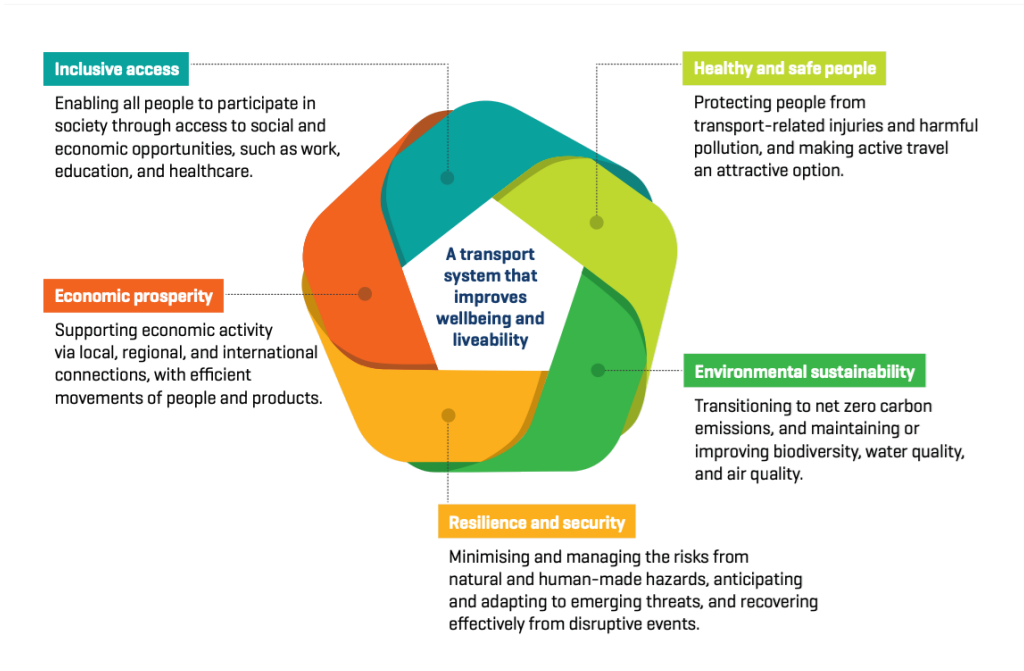 Inclusive access
Enabling all people to participate in
society through access to social and
economic opportunities, such as work,
education, and healthcare.
Healthy and safe people
Protecting people from
transport-related injuries and harmful
pollution, and making active travel
an attractive option.
A transport
system that
improves
wellbeing and
liveability
Economic prosperity
Supporting economic activity
via local, regional, and international
connections, with efficient
movements of people and products.
Environmental sustainability
Transitioning to net zero carbon
emissions, and maintaining or
improving biodiversity, water quality,
and air quality.
Resilience and security
Minimising and managing the risks from
natural and human-made hazards, anticipating
and adapting to emerging threats, and recovering
effectively from disruptive events.